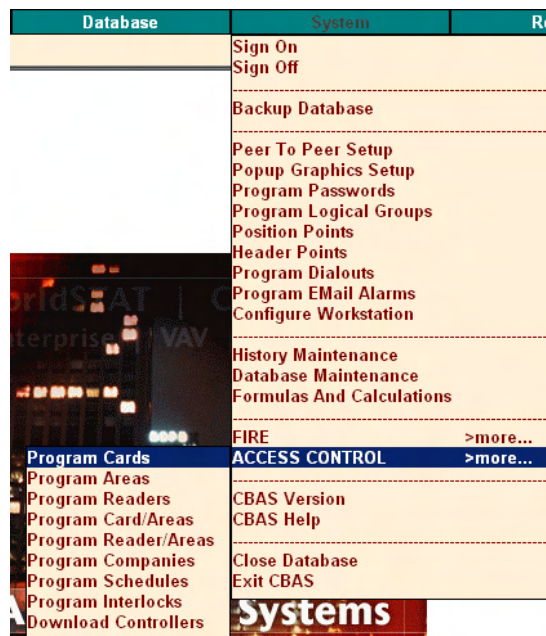 Database System Re
Sign On
Sign Off
Backup Database
Peer To Peer Setup
Popup Graphics Setup
Program Passwords
Program Logical Groups
Position Points
Header Points
Program Dialouts
Program EMail Alarms
Configure Workstation
History Maintenance
Database Maintenance
Formulas And Calculations
FIRE >more...
ACCESS CONTROL >more...
CBAS Version
CBAS Help
Close Database
Exit CBAS
Program Cards
Program Areas
Program Readers
Program Card/Areas
Program Reader/Areas
Program Companies
Program Schedules
Program Interlocks
Download Controllers
orldSTAT | C
terprise VAV
A Systems